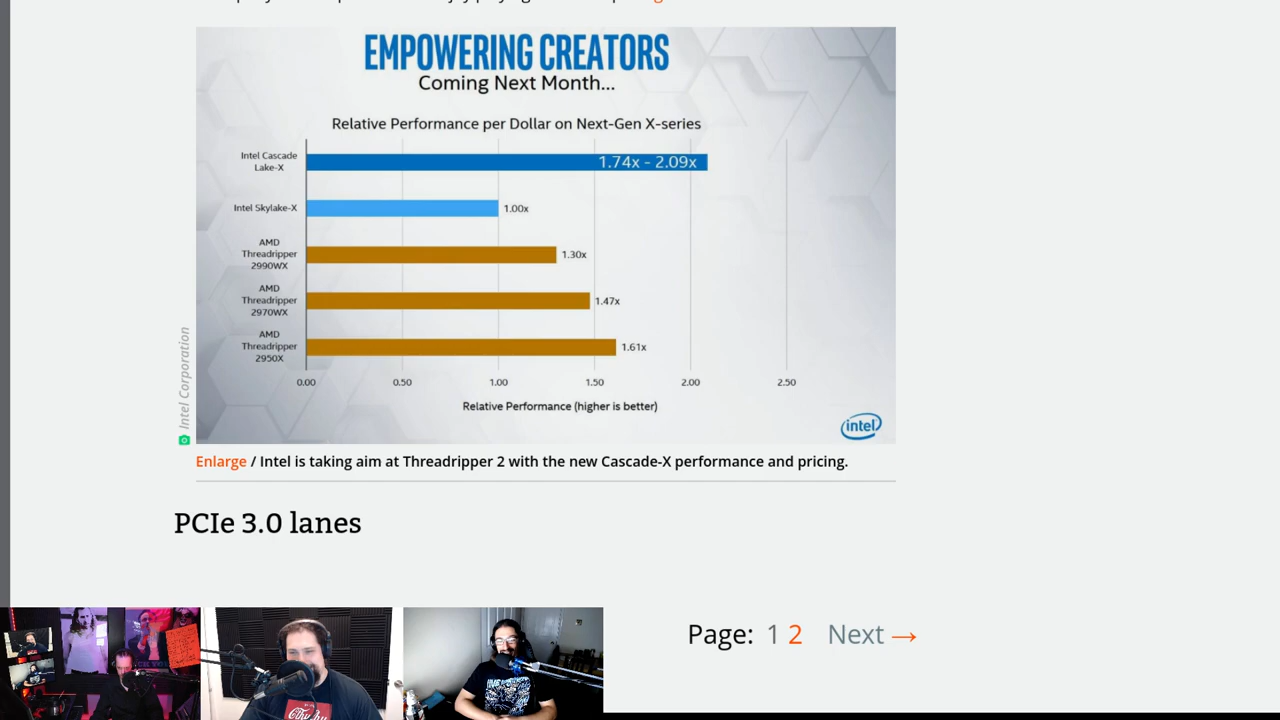 EMPOWERING CREATORS
Coming Next Month...
Relative Performance per Dollar on Next-Gen X-series
Intel Cascade
Lake-X
1.74x - 2.09x
Intel Skylake-X
1.00x
AMD
Threadripper
2990WX
1.30x
AMD
Threadripper
2970WX
1.47x
AMD
Threadripper
2950X
1.61x
0.00 0.50 1.00 1.50 2.00 2.50
Relative Performance (higher is better)
intel
Intel Corporation
Enlarge / Intel is taking aim at Threadripper 2 with the new Cascade-X performance and pricing.
PCIe 3.0 lanes
Page: 1 2 Next →